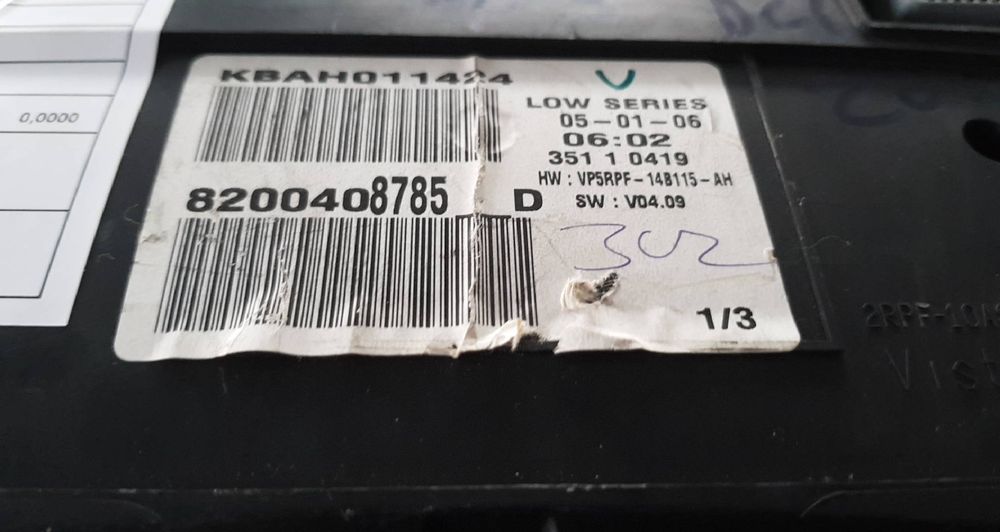 0,0000
KBAH011424
V
LOW SERIES
05-01-06
06:02
351 1 0419
HW : VP5RPF-14B115-AH
8200408785__D
SW : V04.09
302
1/3